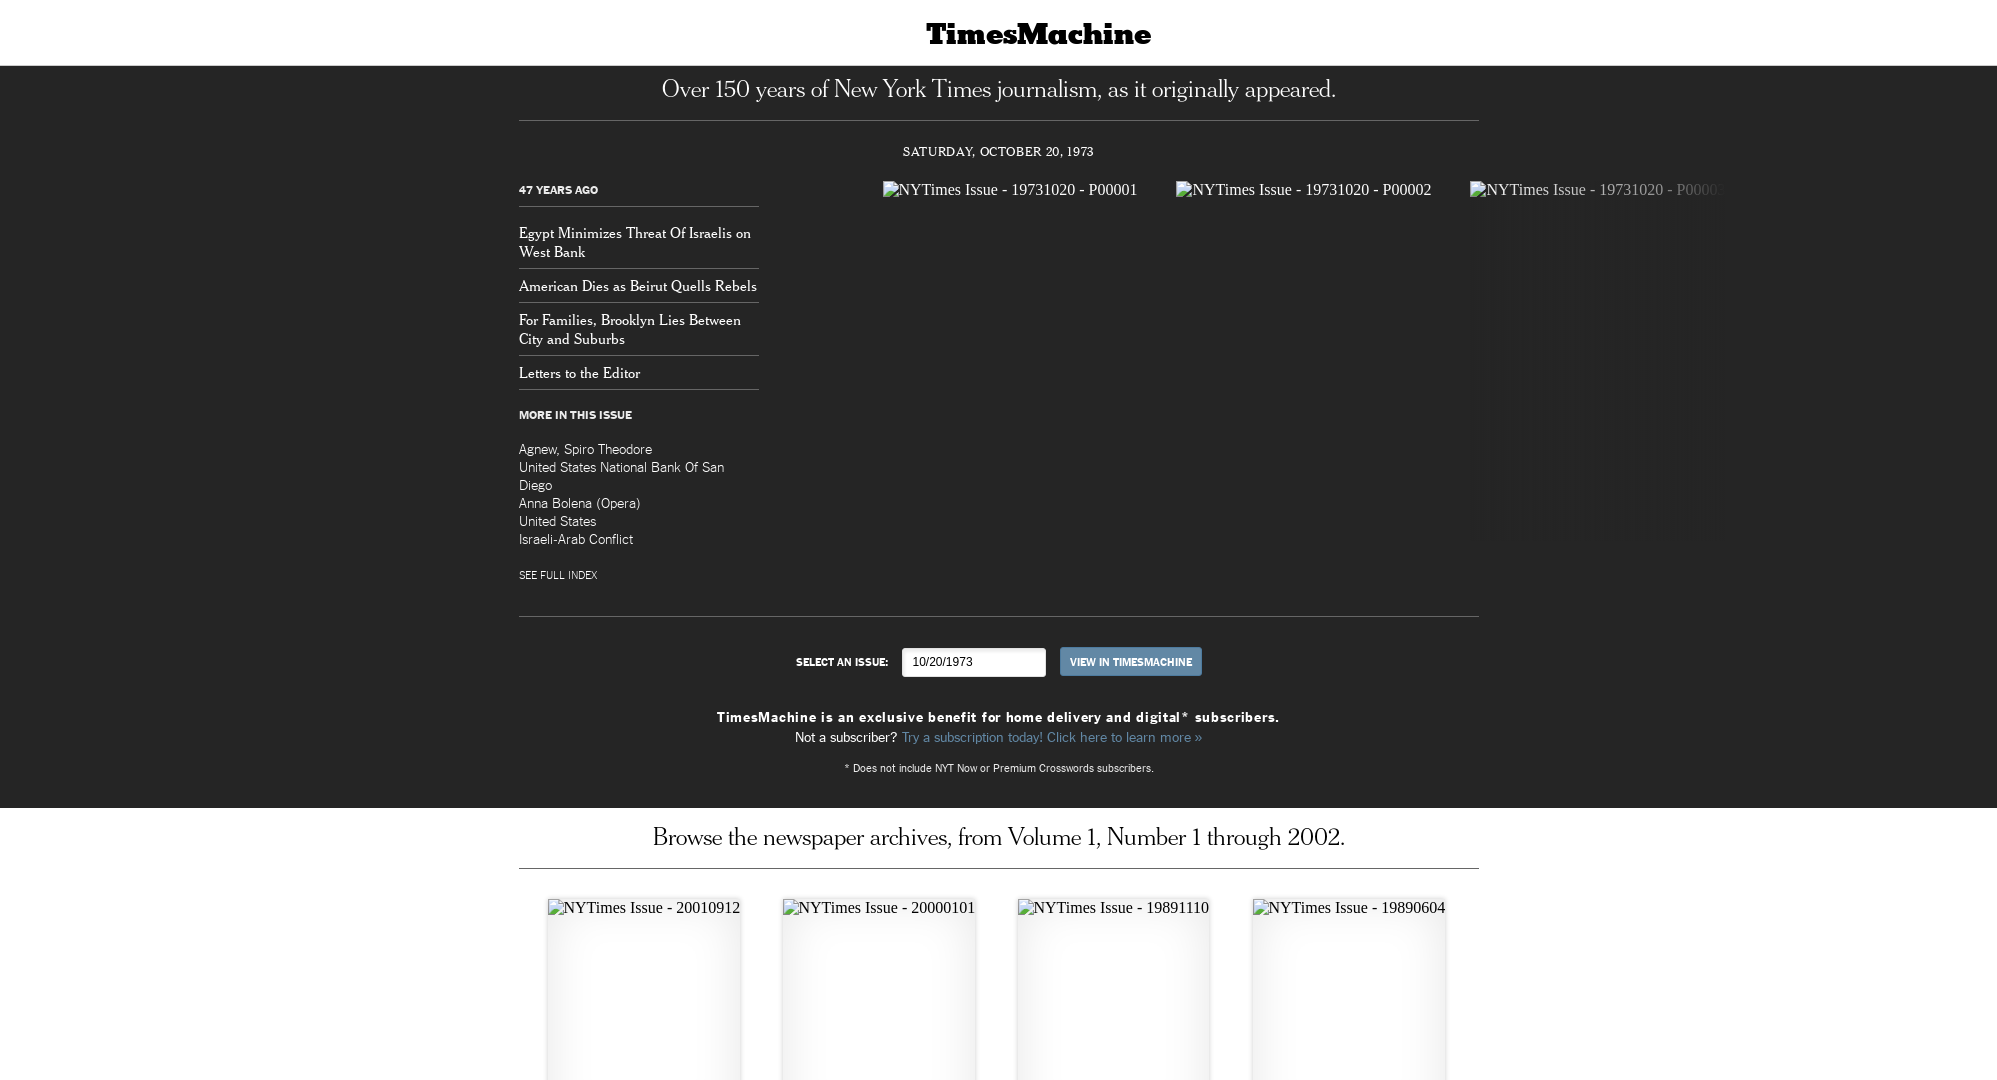 TimesMachine
Over 150 years of New York Times journalism, as it originally appeared.
SATURDAY, OCTOBER 20, 1973
47 YEARS AGO
Egypt Minimizes Threat Of Israelis on
West Bank
American Dies as Beirut Quells Rebels
For Families, Brooklyn Lies Between
City and Suburbs
Letters to the Editor
MORE IN THIS ISSUE
Agnew, Spiro Theodore
United States National Bank Of San
Diego
Anna Bolena (Opera)
United States
Israeli-Arab Conflict
SEE FULL INDEX
NYTimes Issue - 19731020 - P00001
NYTimes Issue - 19731020 - P00002
NYTimes Issue - 19731020 -
SELECT AN ISSUE:
10/20/1973
VIEW IN TIMESMACHINE
TimesMachine is an exclusive benefit for home delivery and digital* subscribers.
Not a subscriber? Try a subscription today! Click here to learn more »
* Does not include NYT Now or Premium Crosswords subscribers.
Browse the newspaper archives, from Volume 1, Number 1 through 2002.
NYTimes Issue - 20010912
NYTimes Issue - 20000101
NYTimes Issue - 19891110
NYTimes Issue - 19890604